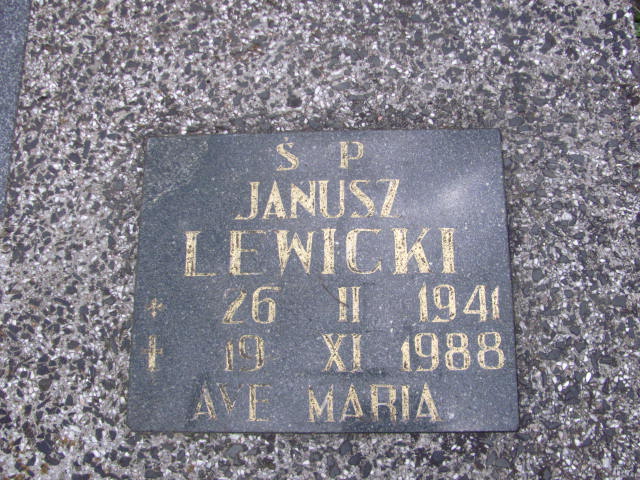 S P
JANUSZ
LEWICKI
* 26 II 1941
† 19 XI 1988
AVE MARIA